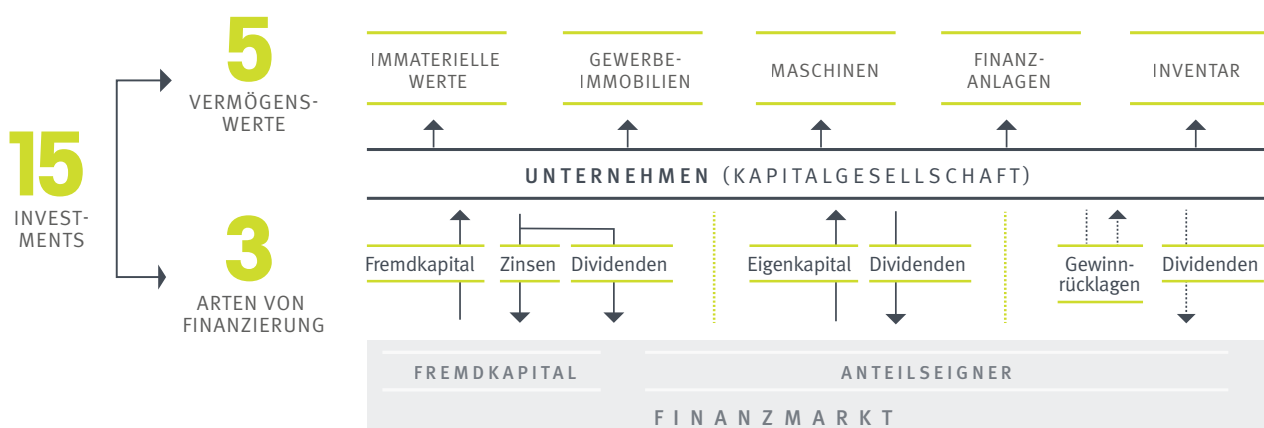 15
INVEST-
MENTS
5
VERMÖGENS-
WERTE
3
ARTEN VON
FINANZIERUNG
IMMATERIELLE
WERTE
GEWERBE-
IMMOBILIEN
MASCHINEN
FINANZ-
ANLAGEN
INVENTAR
UNTERNEHMEN (KAPITALGESELLSCHAFT)
Fremdkapital
Zinsen
Dividenden
Eigenkapital
Dividenden
Gewinn-
rücklagen
Dividenden
FREMDKAPITAL
ANTEILSEIGNER
FINANZMARKT